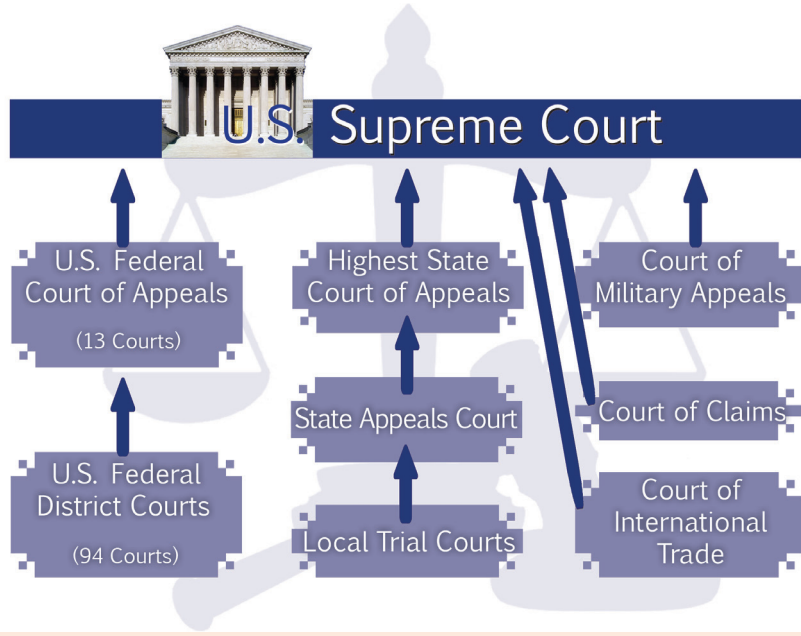 U.S. Supreme Court
U.S. Federal
Court of Appeals
(13 Courts)
U.S. Federal
District Courts
(94 Courts)
Highest State
Court of Appeals
State Appeals Court
Local Trial Courts
Court of
Military Appeals
Court of Claims
Court of
International
Trade